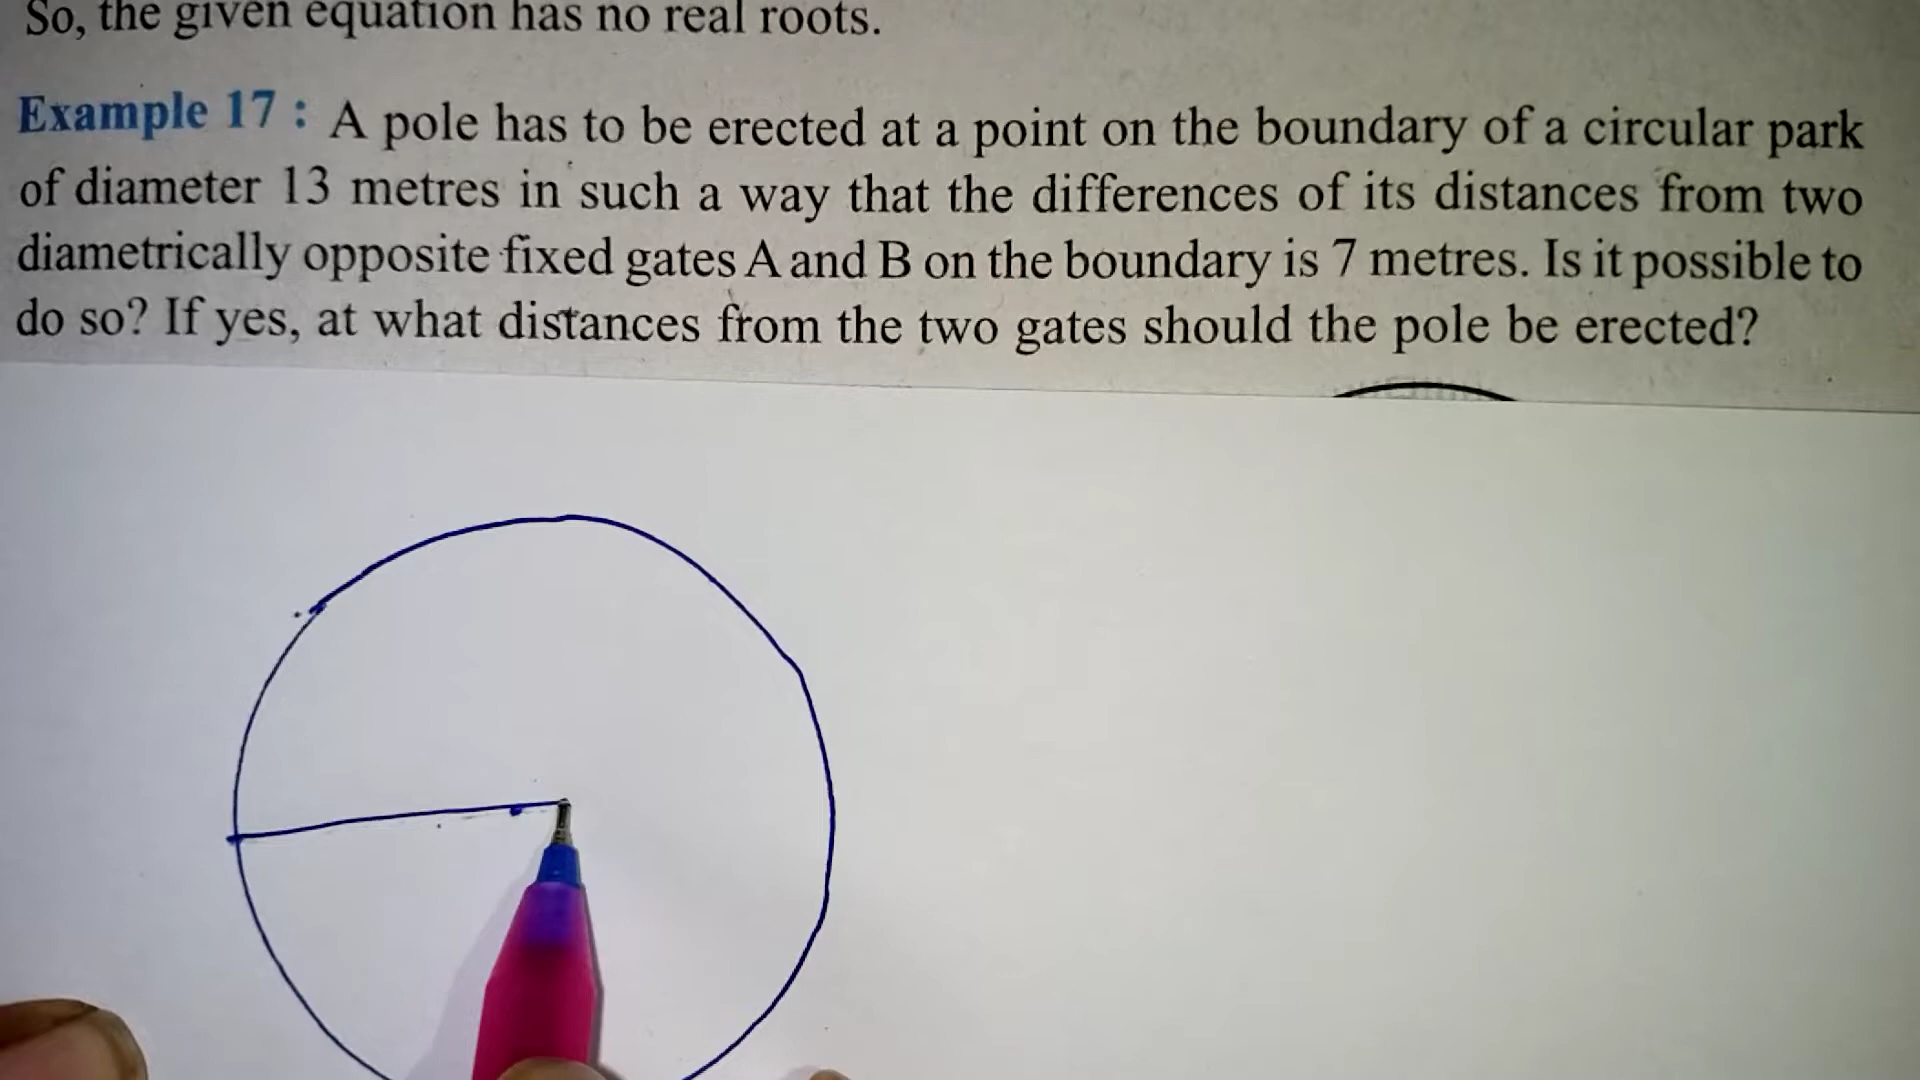 So, the given equation has no real roots.
Example 17 : A pole has to be erected at a point on the boundary of a circular park
of diameter 13 metres in such a way that the differences of its distances from two
diametrically opposite fixed gates A and B on the boundary is 7 metres. Is it possible to
do so? If yes, at what distances from the two gates should the pole be erected?